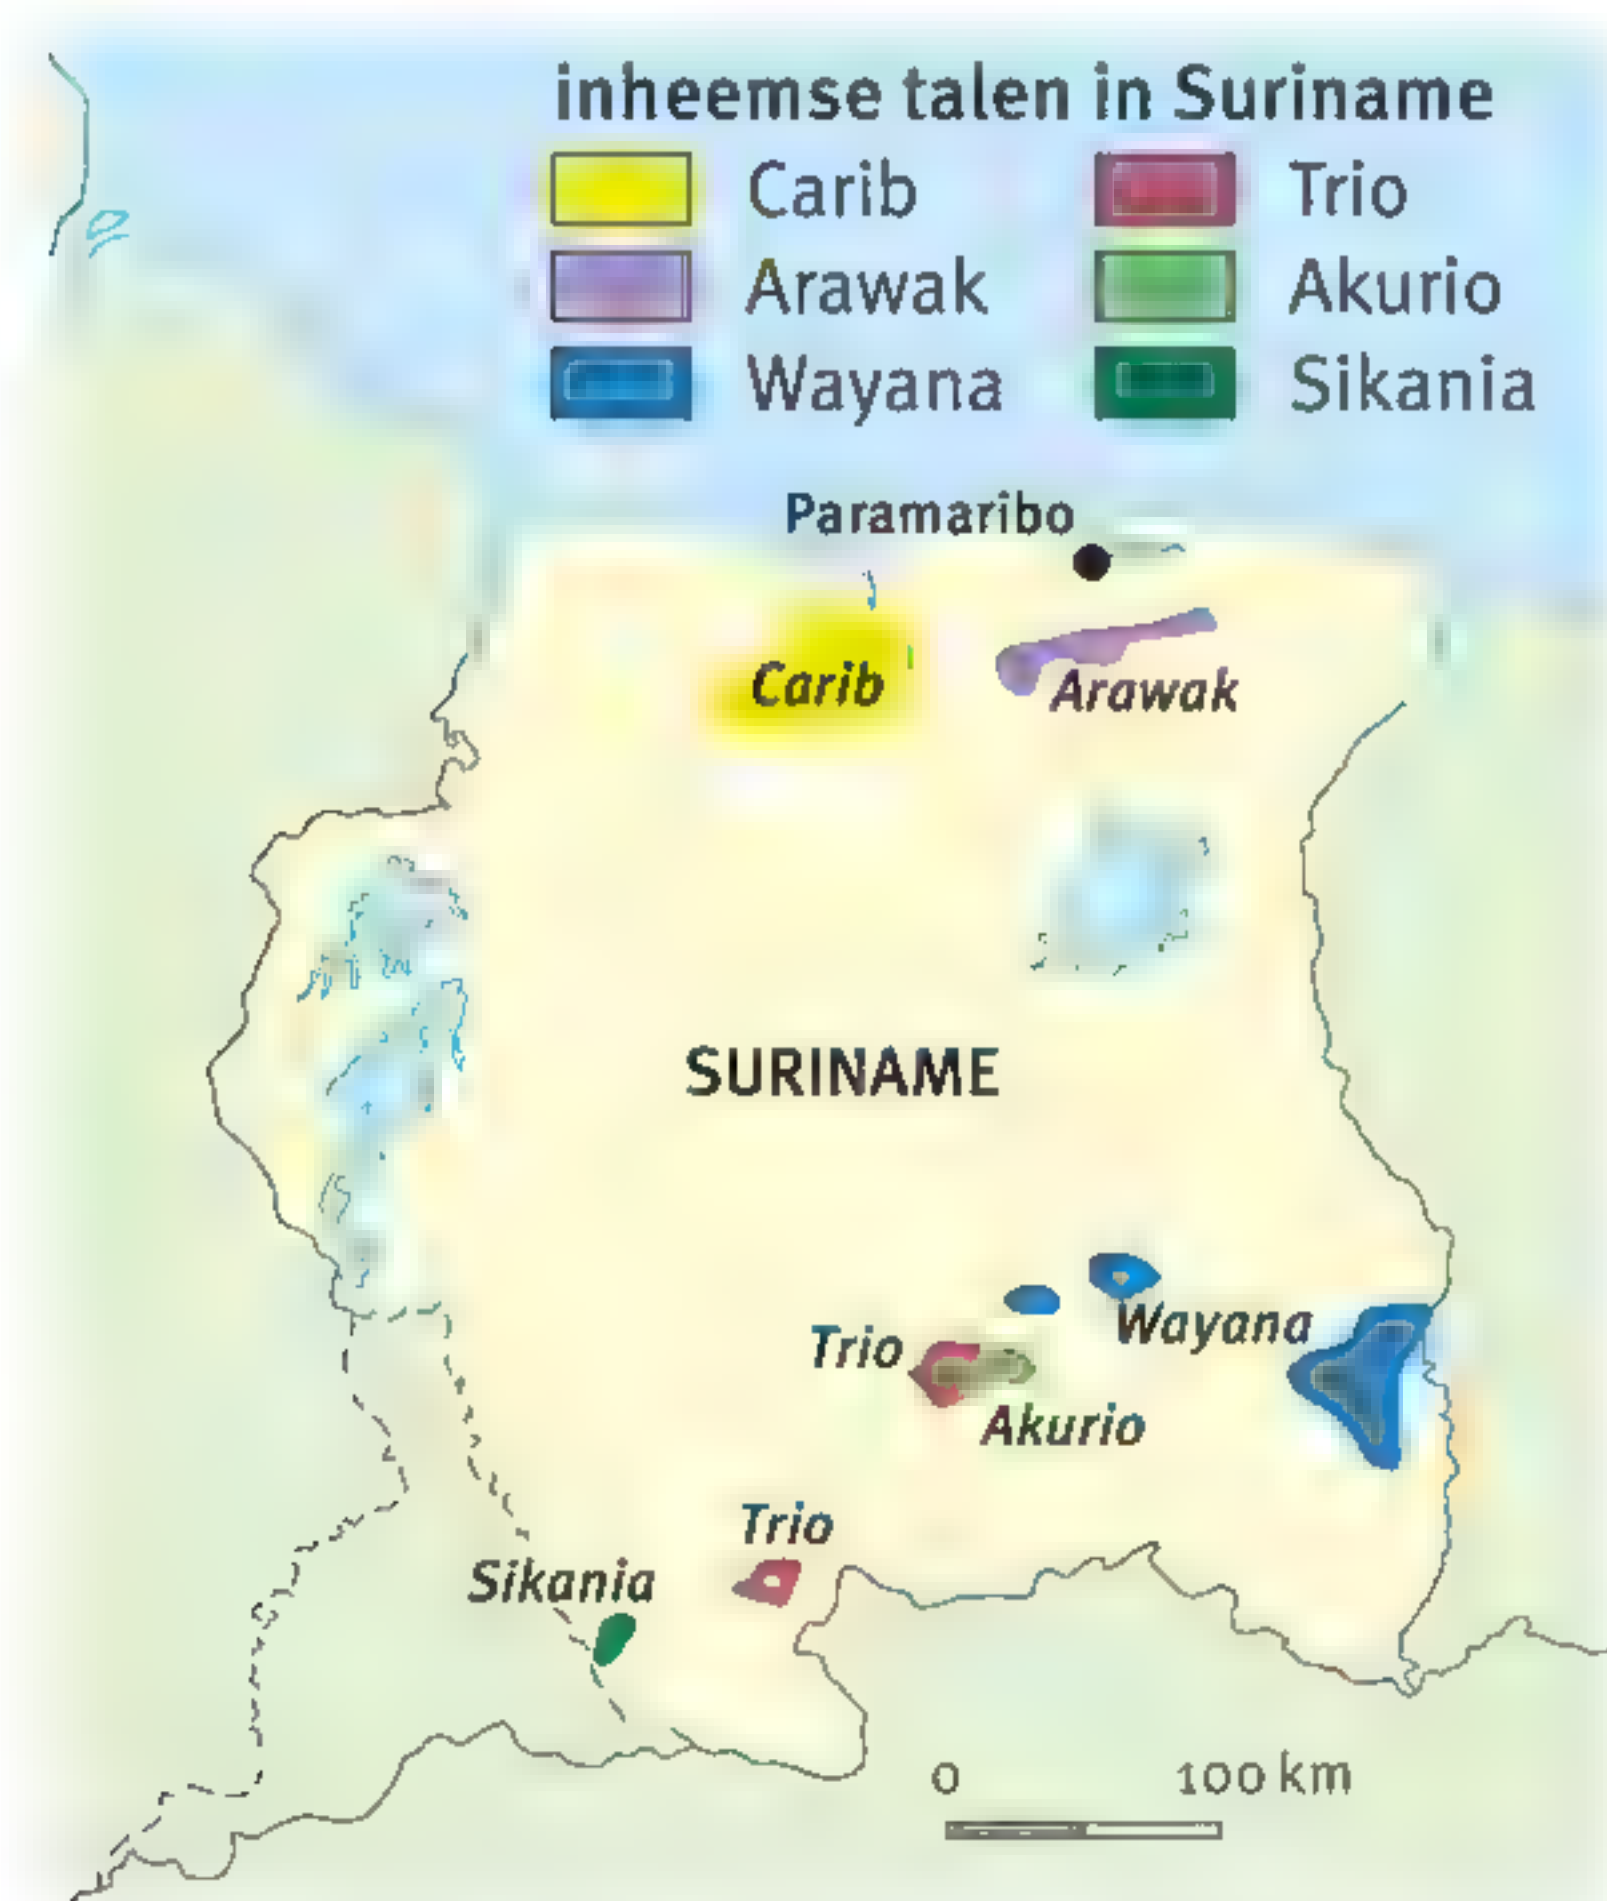 inheemse talen in Suriname
Carib
Trio
Arawak
Akurio
Wayana
Sikania
Paramaribo
Carib
Arawak
SURINAME
Wayana
Trio
Akurio
Trio
Sikania
0 100 km